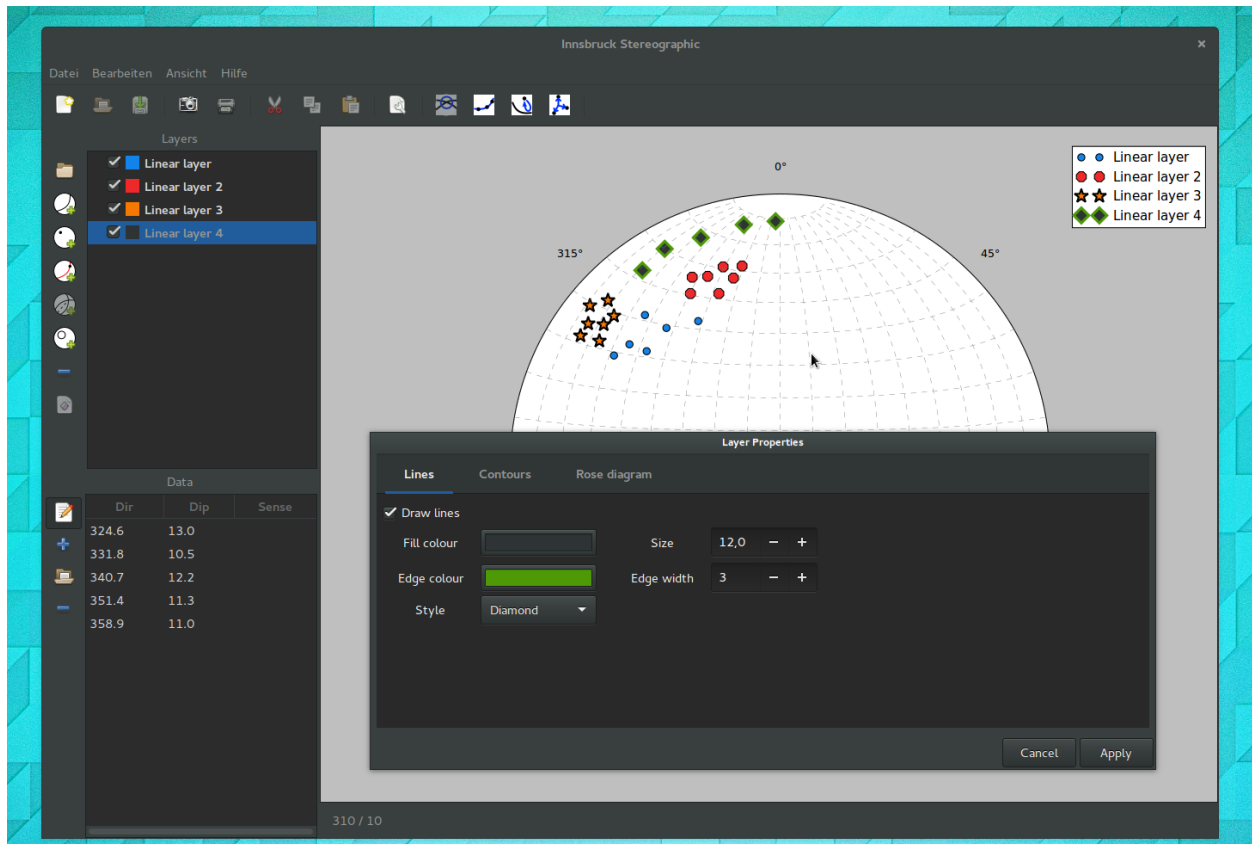 Innsbruck Stereographic
Datei Bearbeiten Ansicht Hilfe
Layers
Linear layer
Linear layer 2
Linear layer 3
Linear layer 4
0°
315°
45°
Linear layer
Linear layer 2
Linear layer 3
Linear layer 4
Data
Dir Dip Sense
324.6 13.0
331.8 10.5
340.7 12.2
351.4 11.3
358.9 11.0
Layer Properties
Lines Contours Rose diagram
Draw lines
Fill colour Size 12,0 − +
Edge colour Edge width 3 − +
Style Diamond
Cancel Apply
310 / 10